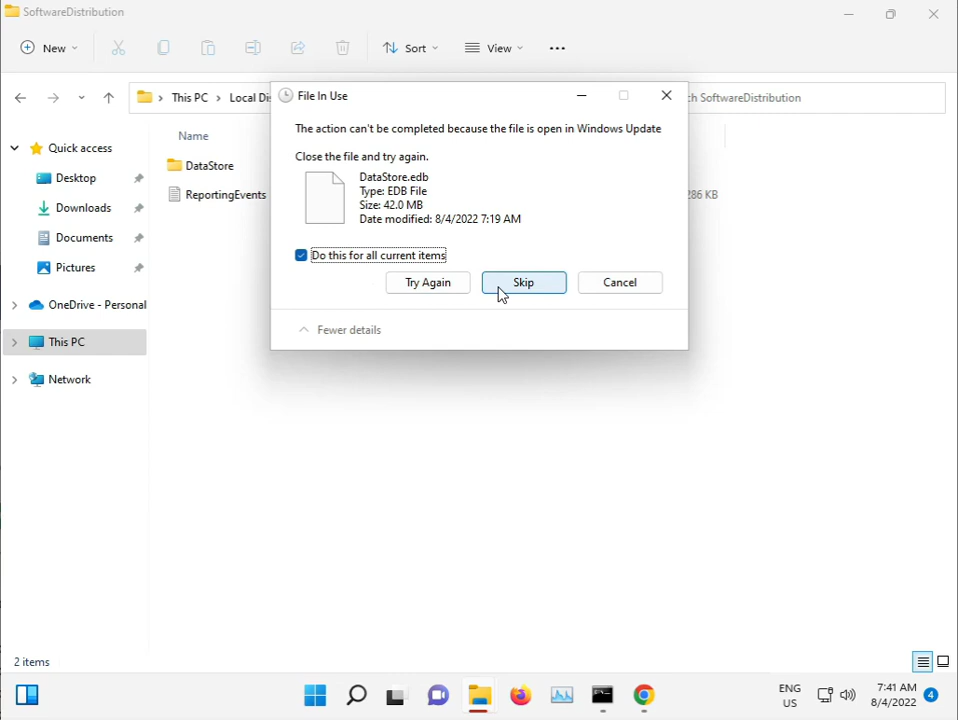 SoftwareDistribution
New
Sort
View
This PC > Local Dis
ch SoftwareDistribution
File In Use
The action can't be completed because the file is open in Windows Update
Close the file and try again.
DataStore.edb
Type: EDB File
Size: 42.0 MB
Date modified: 8/4/2022 7:19 AM
Do this for all current items
Try Again
Skip
Cancel
Fewer details
Name
DataStore
ReportingEvents
286 KB
Quick access
Desktop
Downloads
Documents
Pictures
OneDrive - Personal
This PC
Network
2 items
ENG
US
7:41 AM
8/4/2022
4